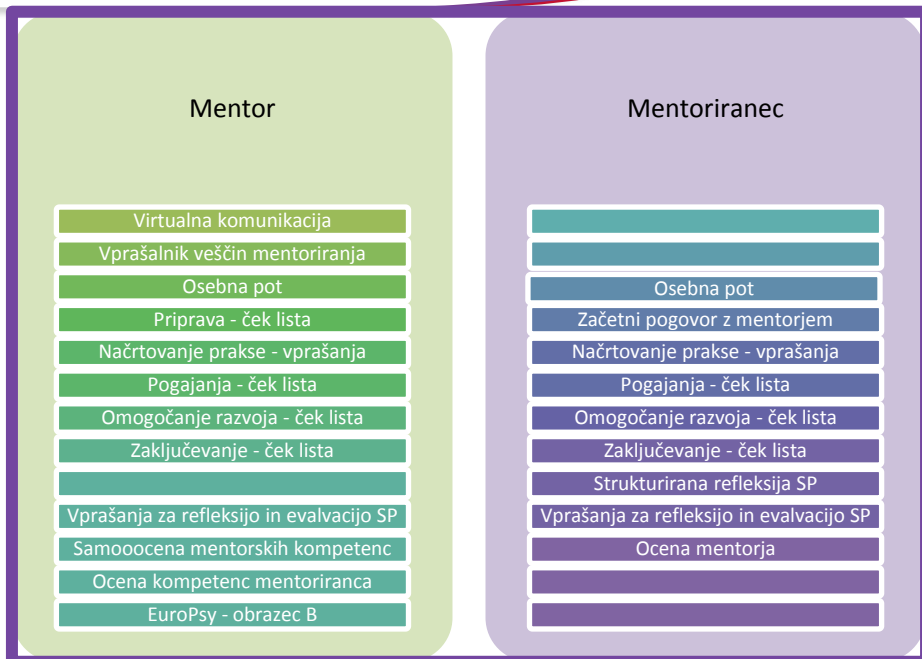 Mentor
Virtualna komunikacija
Vprašalnik veščin mentoriranja
Osebna pot
Priprava - ček lista
Načrtovanje prakse - vprašanja
Pogajanja - ček lista
Omogočanje razvoja - ček lista
Zaključevanje - ček lista
Vprašanja za refleksijo in evalvacijo SP
Samooocena mentorskih kompetenc
Ocena kompetenc mentoriranca
EuroPsy - obrazec B
Mentoriranec
Osebna pot
Začetni pogovor z mentorjem
Načrtovanje prakse - vprašanja
Pogajanja - ček lista
Omogočanje razvoja - ček lista
Zaključevanje - ček lista
Strukturirana refleksija SP
Vprašanja za refleksijo in evalvacijo SP
Ocena mentorja